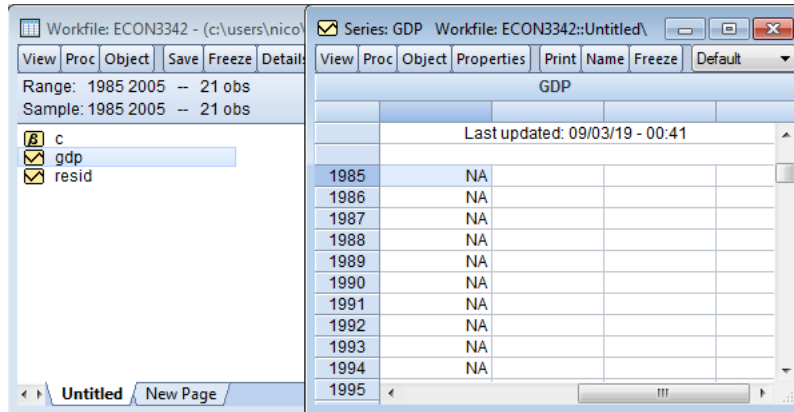 Workfile: ECON3342 - (c:\users\nico\
View Proc Object Save Freeze Details
Range: 1985 2005 -- 21 obs
Sample: 1985 2005 -- 21 obs
β c
gdp
resid
Untitled New Page
Series: GDP Workfile: ECON3342::Untitled\
View Proc Object Properties Print Name Freeze Default
GDP
Last updated: 09/03/19 - 00:41
1985 NA
1986 NA
1987 NA
1988 NA
1989 NA
1990 NA
1991 NA
1992 NA
1993 NA
1994 NA
1995